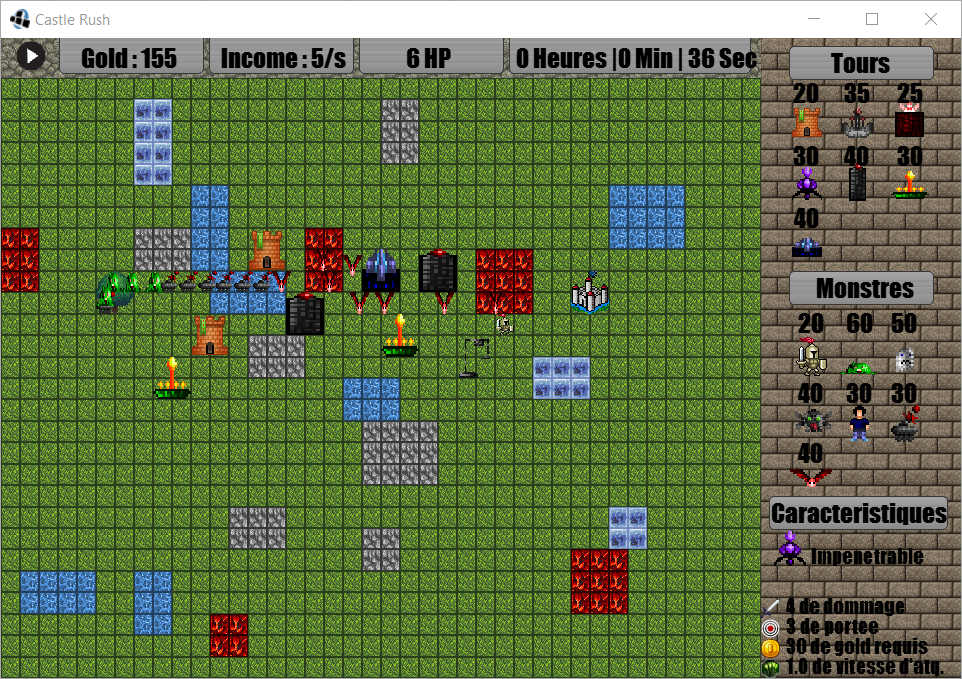 Castle Rush
Gold : 155 Income : 5/s 6 HP 0 Heures |0 Min | 36 Sec
Tours
20 35 25
30 40 30
40
Monstres
20 60 50
40 30 30
40
Caracteristiques
Impenetrable
4 de dommage
3 de portee
30 de gold requis
1.0 de vitesse d'atq.